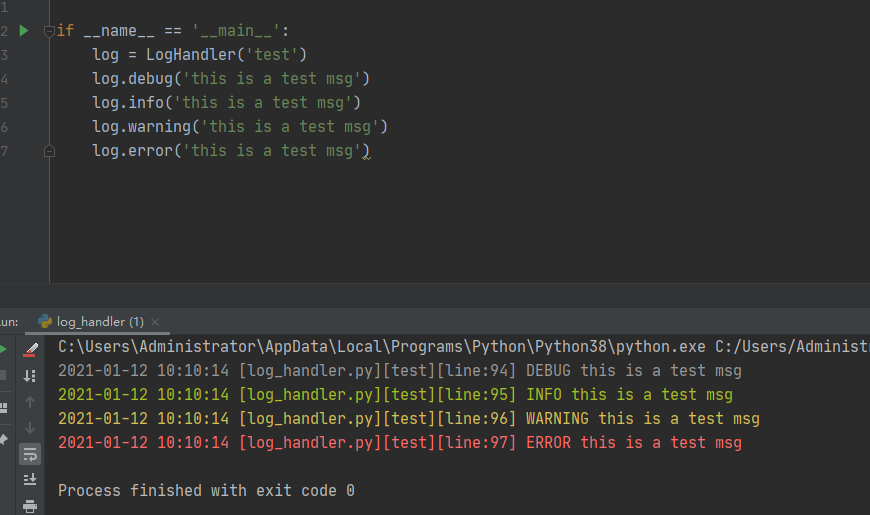 1
2 if __name__ == '__main__':
3 log = LogHandler('test')
4 log.debug('this is a test msg')
5 log.info('this is a test msg')
6 log.warning('this is a test msg')
7 log.error('this is a test msg')
un: log_handler (1)
C:\Users\Administrator\AppData\Local\Programs\Python\Python38\python.exe C:/Users/Administr
2021-01-12 10:10:14 [log_handler.py][test][line:94] DEBUG this is a test msg
2021-01-12 10:10:14 [log_handler.py][test][line:95] INFO this is a test msg
2021-01-12 10:10:14 [log_handler.py][test][line:96] WARNING this is a test msg
2021-01-12 10:10:14 [log_handler.py][test][line:97] ERROR this is a test msg
Process finished with exit code 0